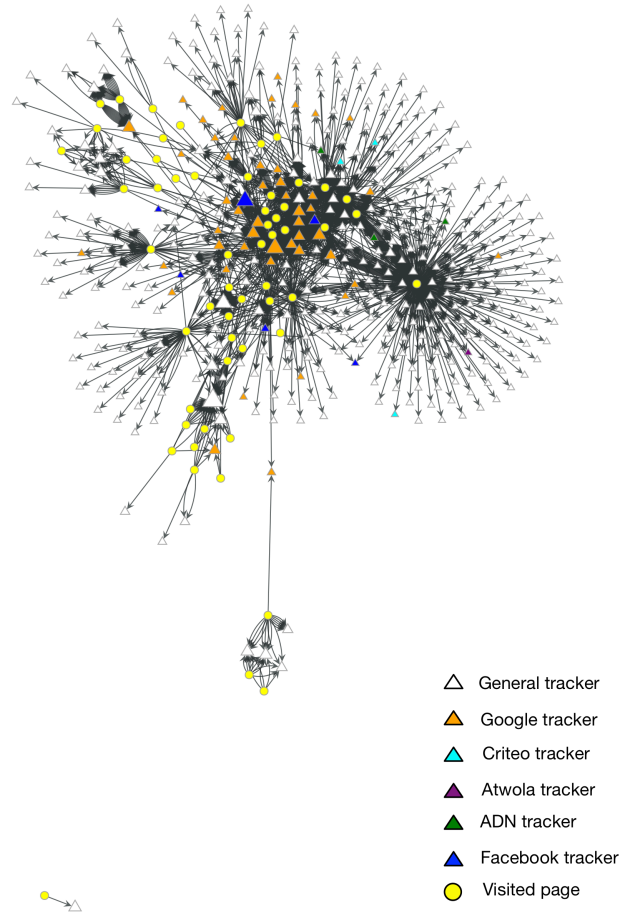 General tracker
Google tracker
Criteo tracker
Atwola tracker
ADN tracker
Facebook tracker
Visited page